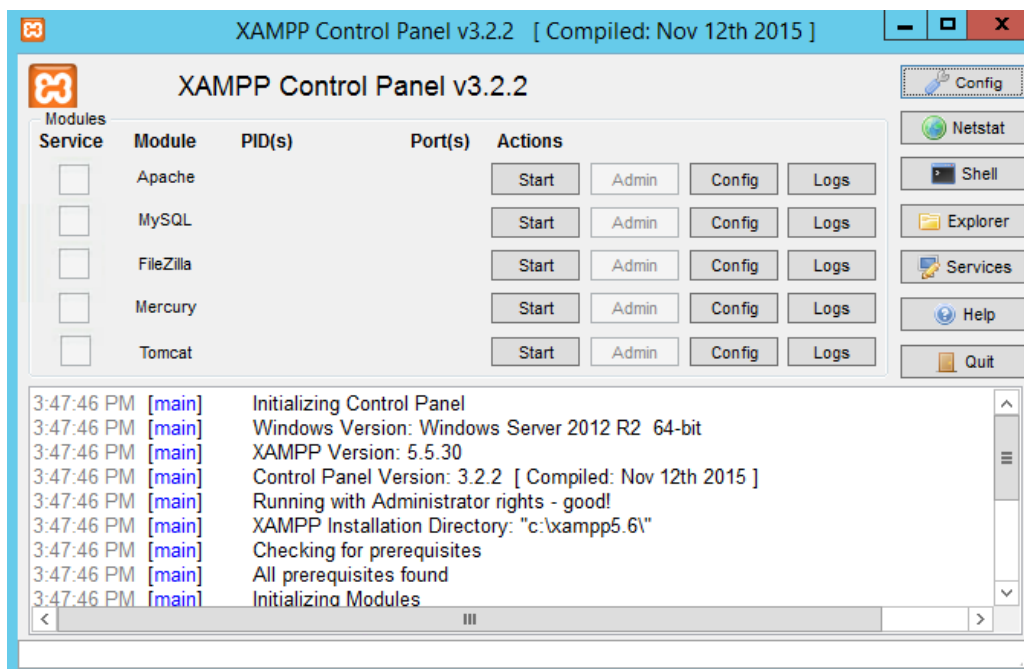 XAMPP Control Panel v3.2.2 [ Compiled: Nov 12th 2015 ]
XAMPP Control Panel v3.2.2
Config
Netstat
Shell
Explorer
Services
Help
Quit
Modules
Service Module PID(s) Port(s) Actions
Apache Start Admin Config Logs
MySQL Start Admin Config Logs
FileZilla Start Admin Config Logs
Mercury Start Admin Config Logs
Tomcat Start Admin Config Logs
3:47:46 PM [main] Initializing Control Panel
3:47:46 PM [main] Windows Version: Windows Server 2012 R2 64-bit
3:47:46 PM [main] XAMPP Version: 5.5.30
3:47:46 PM [main] Control Panel Version: 3.2.2 [ Compiled: Nov 12th 2015 ]
3:47:46 PM [main] Running with Administrator rights - good!
3:47:46 PM [main] XAMPP Installation Directory: "c:\xampp5.6\"
3:47:46 PM [main] Checking for prerequisites
3:47:46 PM [main] All prerequisites found
3:47:46 PM [main] Initializing Modules